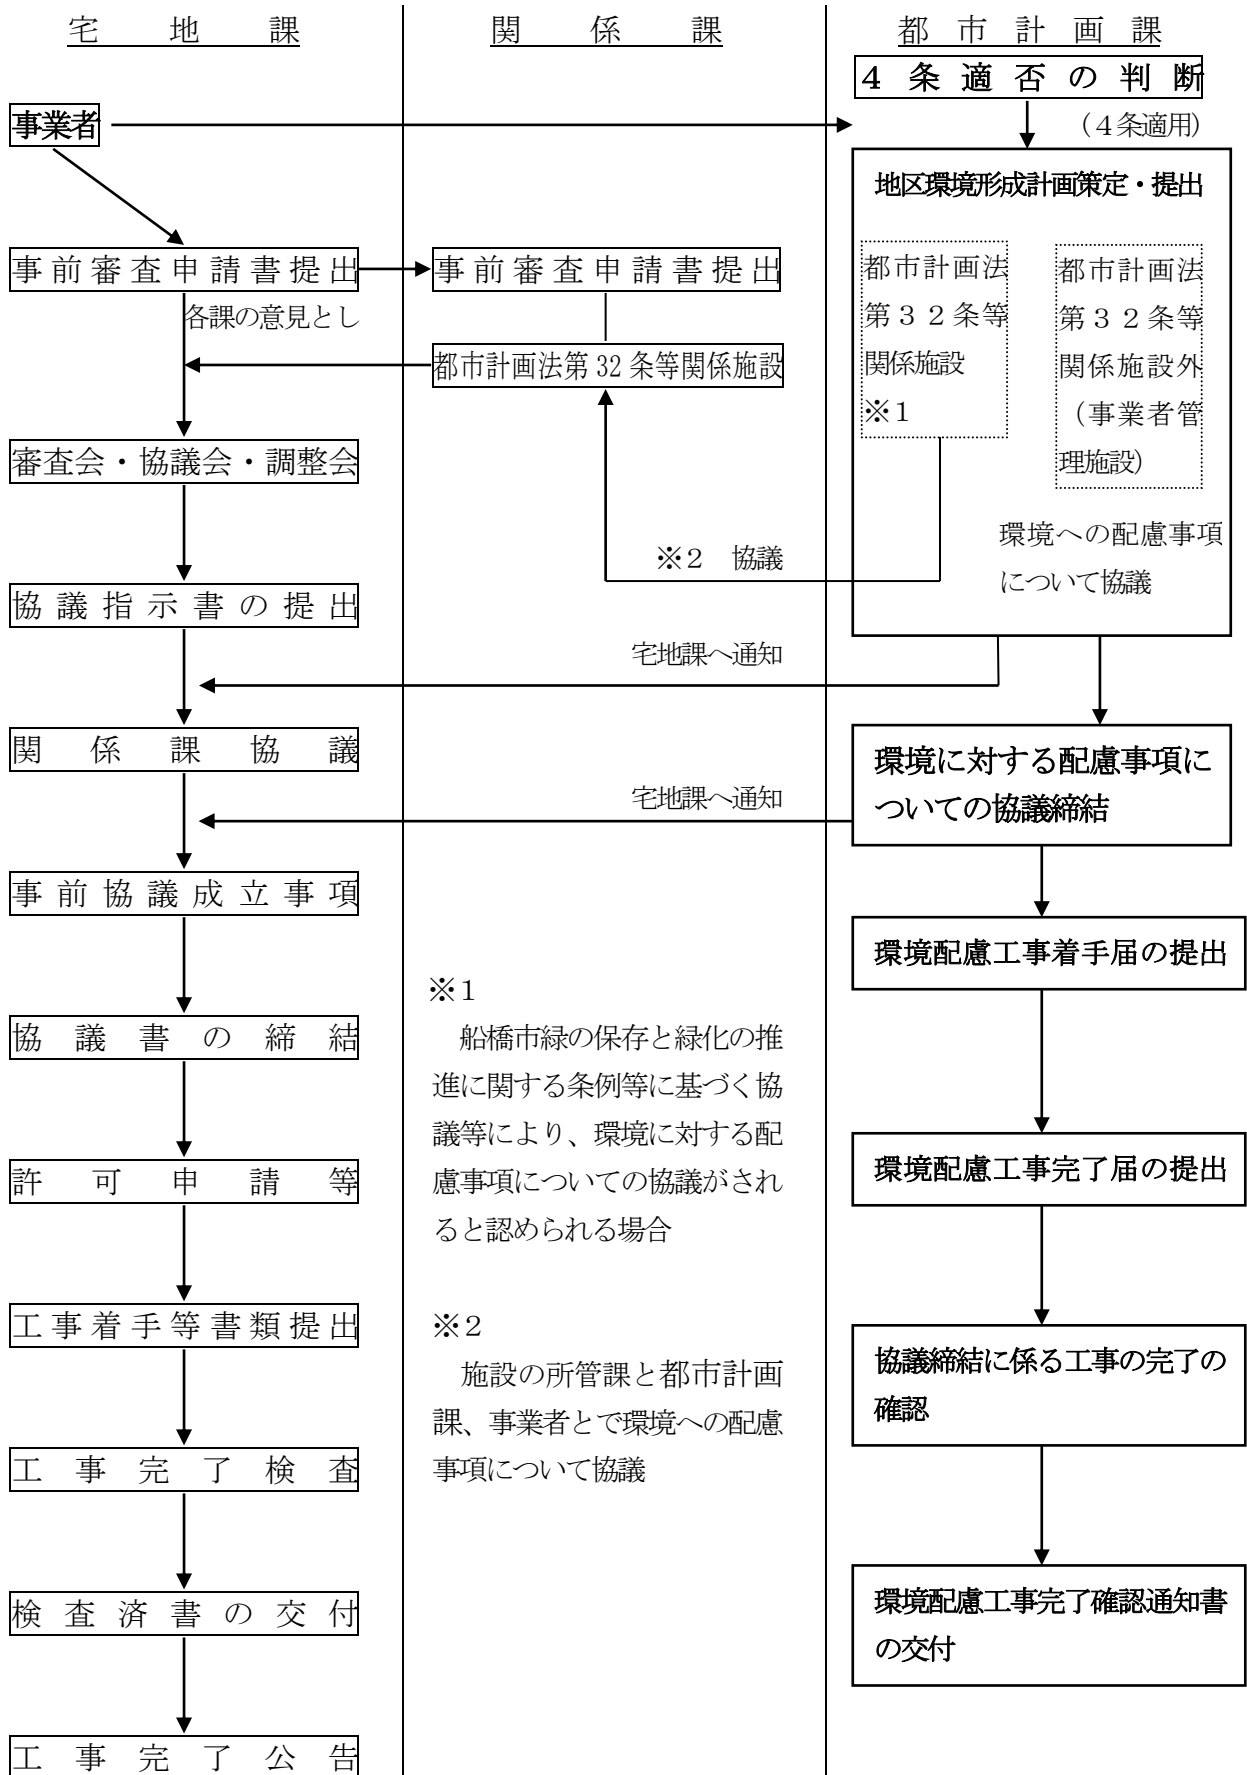 宅地課
事業者
事前審査申請書提出
各課の意見とし
審査会・協議会・調整会
協議指示書の提出
関係課協議
事前協議成立事項
協議書の締結
許可申請等
工事着手等書類提出
工事完了検査
検査済書の交付
工事完了公告
関係課
事前審査申請書提出
都市計画法第32条等関係施設
※2 協議
宅地課へ通知
宅地課へ通知
※1
船橋市緑の保存と緑化の推
進に関する条例等に基づく協
議等により、環境に対する配
慮事項についての協議がされ
ると認められる場合
※2
施設の所管課と都市計画
課、事業者とで環境への配慮
事項について協議
都市計画課
4条適否の判断
(4条適用)
地区環境形成計画策定・提出
都市計画法
第32条等
関係施設
※1
都市計画法
第32条等
関係施設外
(事業者管
理施設)
環境への配慮事項
について協議
環境に対する配慮事項に
ついての協議締結
環境配慮工事着手届の提出
環境配慮工事完了届の提出
協議締結に係る工事の完了の
確認
環境配慮工事完了確認通知書
の交付